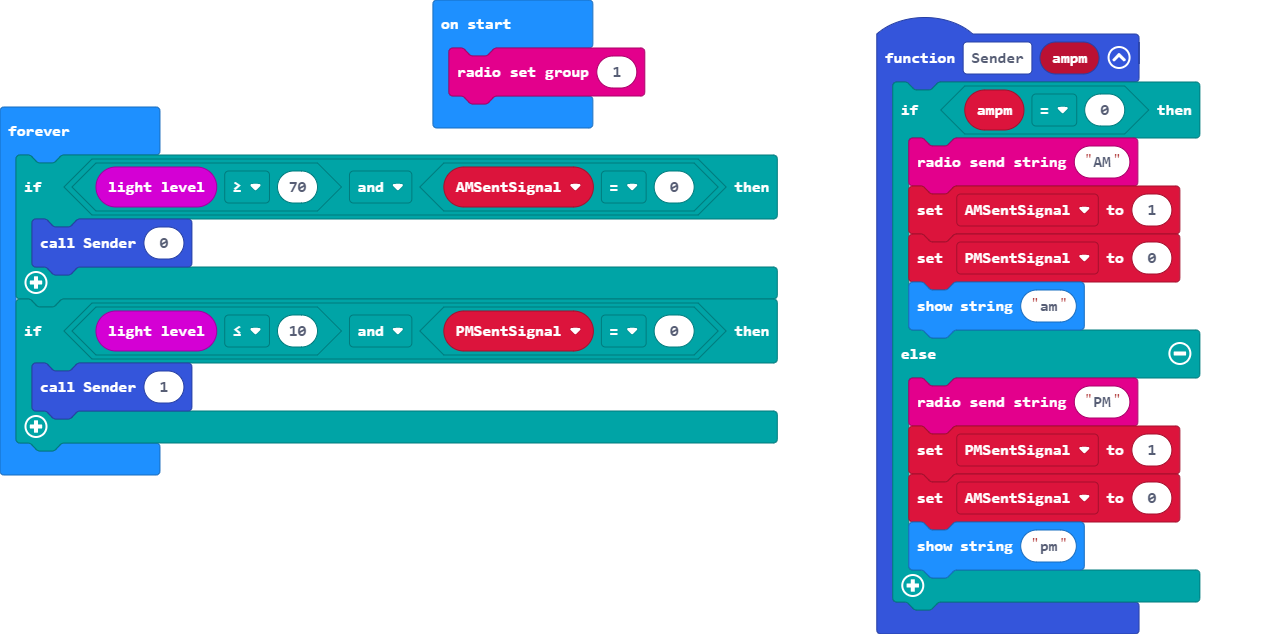 on start
radio set group 1
forever
if light level ≥ 70 and AMSentSignal = 0 then
call Sender 0
if light level ≤ 10 and PMSentSignal = 0 then
call Sender 1
function Sender ampm
if ampm = 0 then
radio send string "AM"
set AMSentSignal to 1
set PMSentSignal to 0
show string "am"
else
radio send string "PM"
set PMSentSignal to 1
set AMSentSignal to 0
show string "pm"